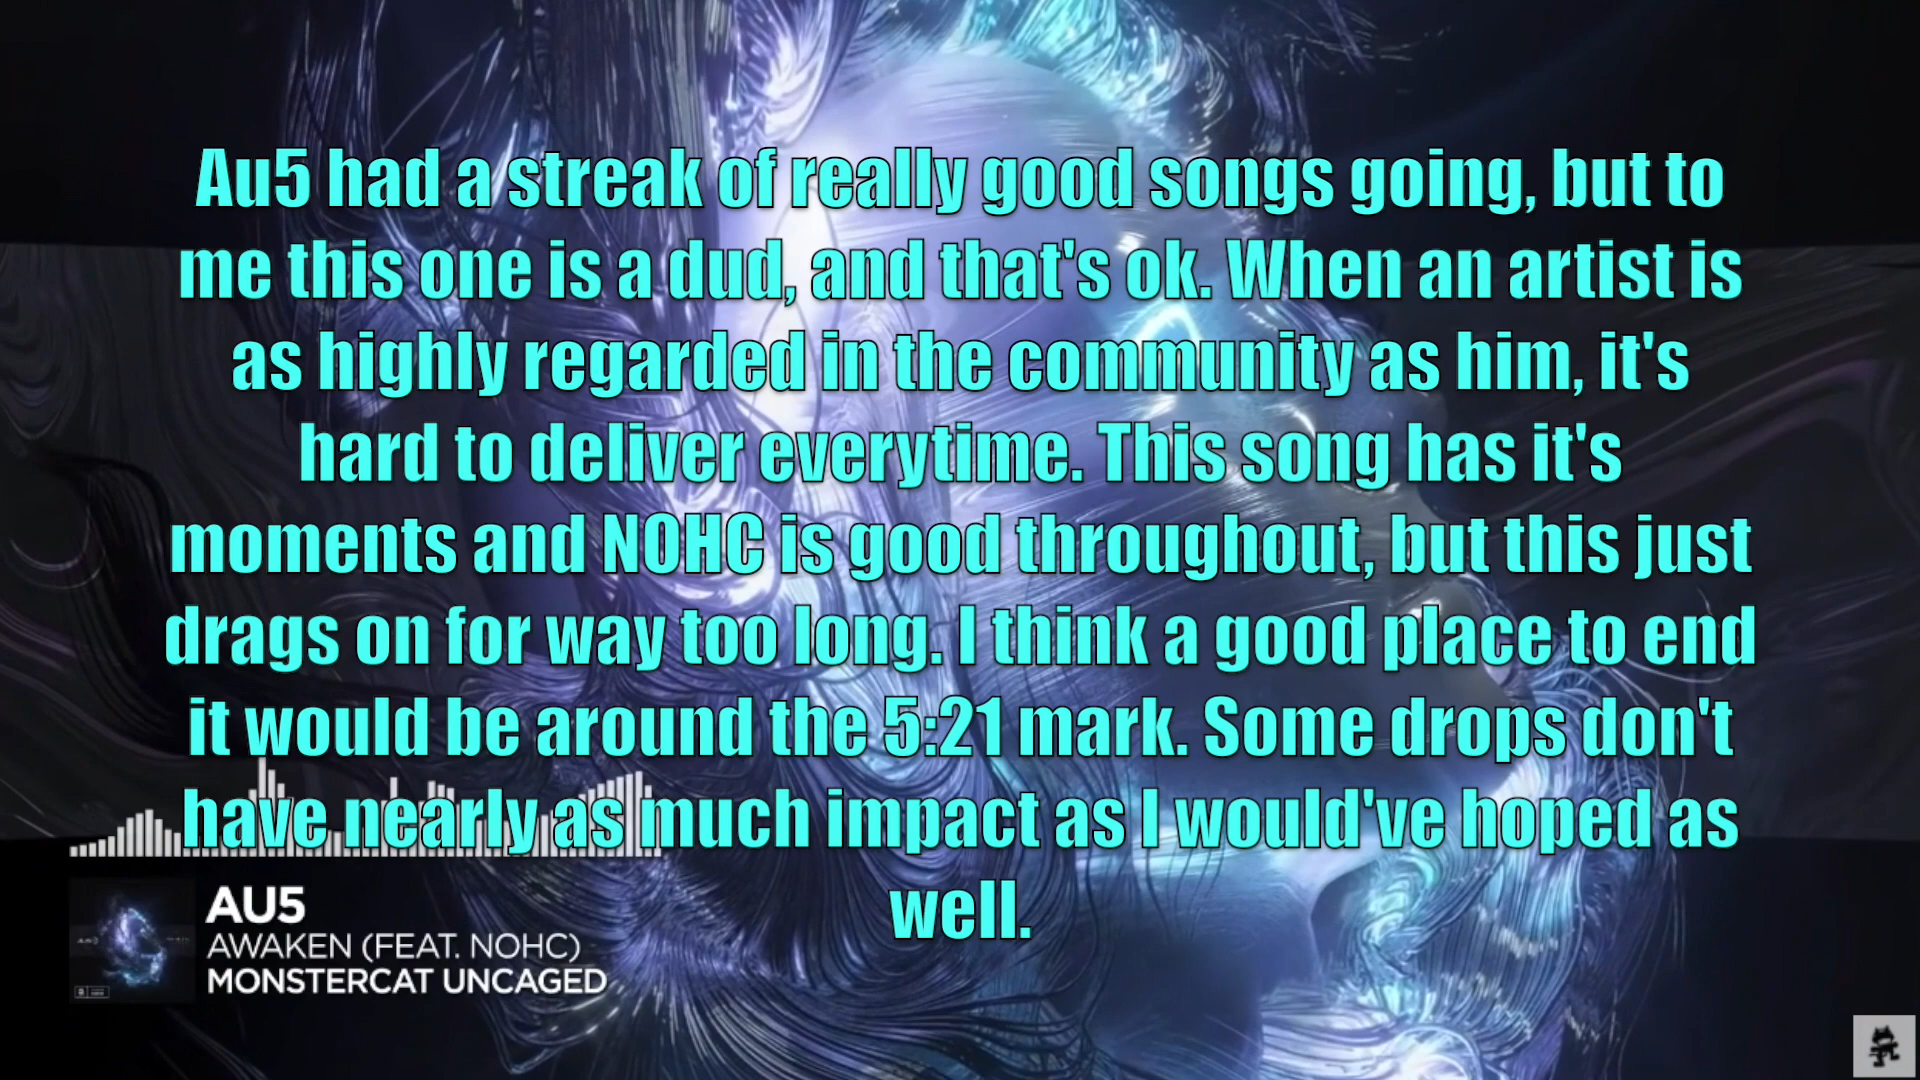 Au5 had a streak of really good songs going, but to
me this one is a dud, and that's ok. When an artist is
as highly regarded in the community as him, it's
hard to deliver everytime. This song has it's
moments and NOHC is good throughout, but this just
drags on for way too long. I think a good place to end
it would be around the 5:21 mark. Some drops don't
have nearly as much impact as I would've hoped as
well.
AU5
AWAKEN (FEAT. NOHC)
MONSTERCAT UNCAGED